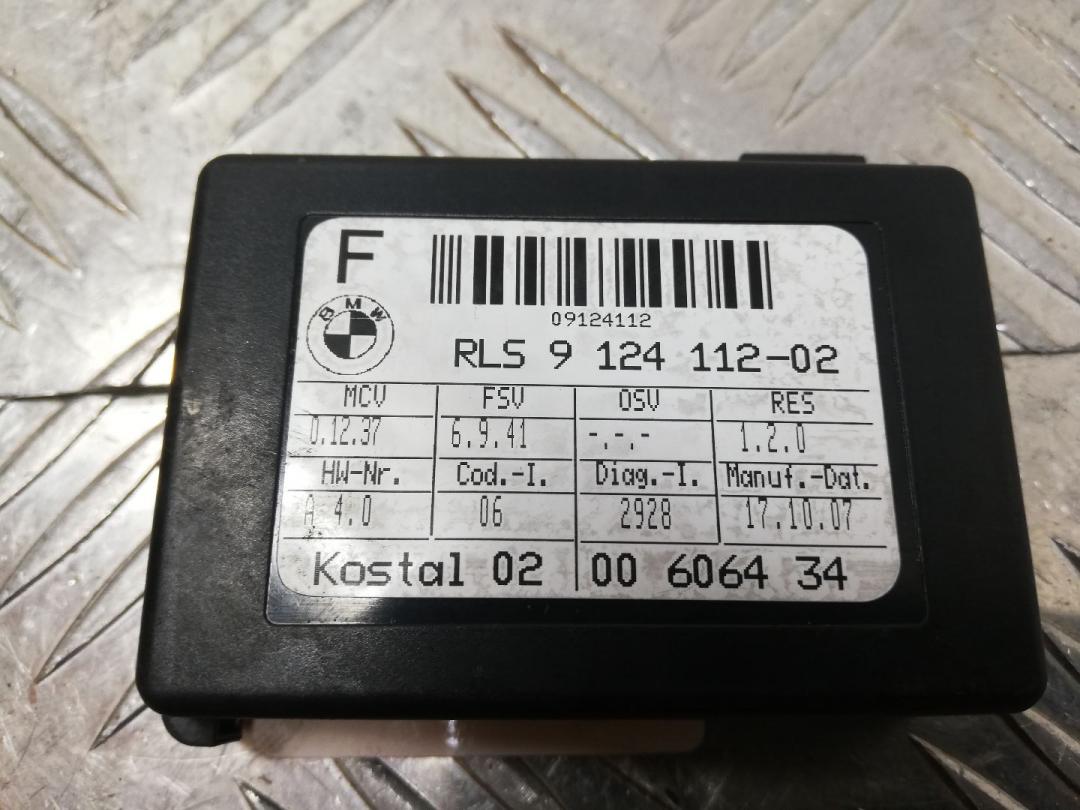 F
BMW
09124112
RLS 9 124 112-02
MCV FSV OSV RES
0.12.37 6.9.41 -.-.- 1.2.0
HW-Nr. Cod.-I. Diag.-I. Manuf.-Dat.
A 4.0 06 2928 17.10.07
Kostal 02 00 6064 34